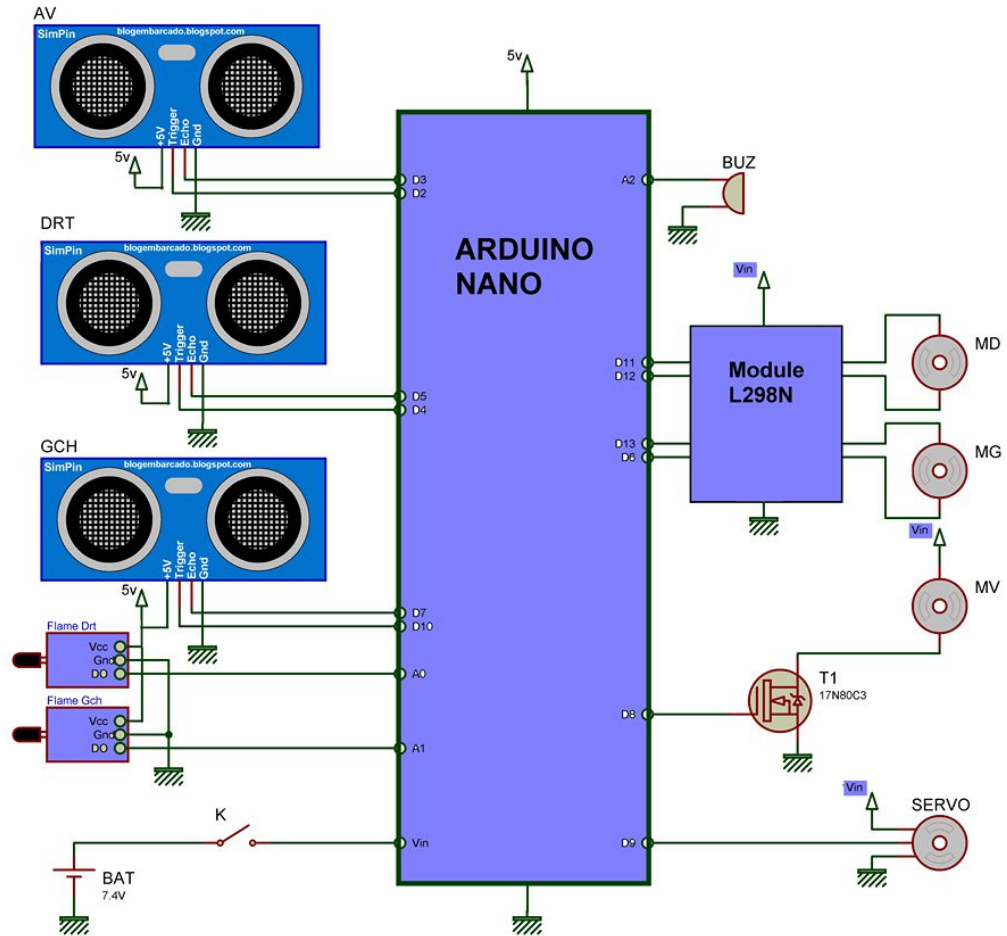 AV
SimPin
blogembarcado.blogspot.com
+5V
Trigger
Echo
Gnd
5v
DRT
SimPin
blogembarcado.blogspot.com
+5V
Trigger
Echo
Gnd
5v
GCH
SimPin
blogembarcado.blogspot.com
+5V
Trigger
Echo
Gnd
5v
Flame Drt
Vcc
Gnd
DO
Flame Gch
Vcc
Gnd
DO
K
BAT
7.4V
5v
ARDUINO
NANO
D3
D2
D5
D4
D7
D10
A0
A1
Vin
A2
D11
D12
D13
D6
D8
D9
BUZ
Vin
Module
L298N
MD
MG
Vin
MV
T1
17N80C3
Vin
SERVO